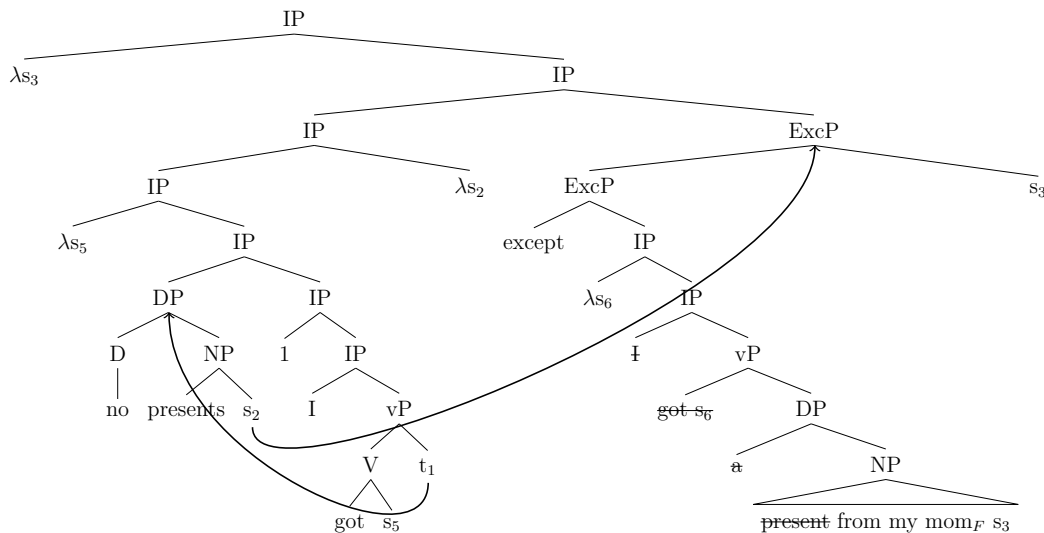 IP
λs₃ IP
IP ExcP
IP λs₂ ExcP s₃
λs₅ IP except IP
DP IP λs₆ IP
D NP 1 IP I vP
no presents s₂ I vP got s₆ DP
V t₁ a NP
got s₅ present from my mom_F s₃